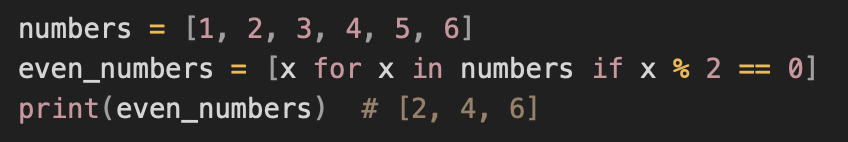 numbers = [1, 2, 3, 4, 5, 6]
even_numbers = [x for x in numbers if x % 2 == 0]
print(even_numbers)  # [2, 4, 6]